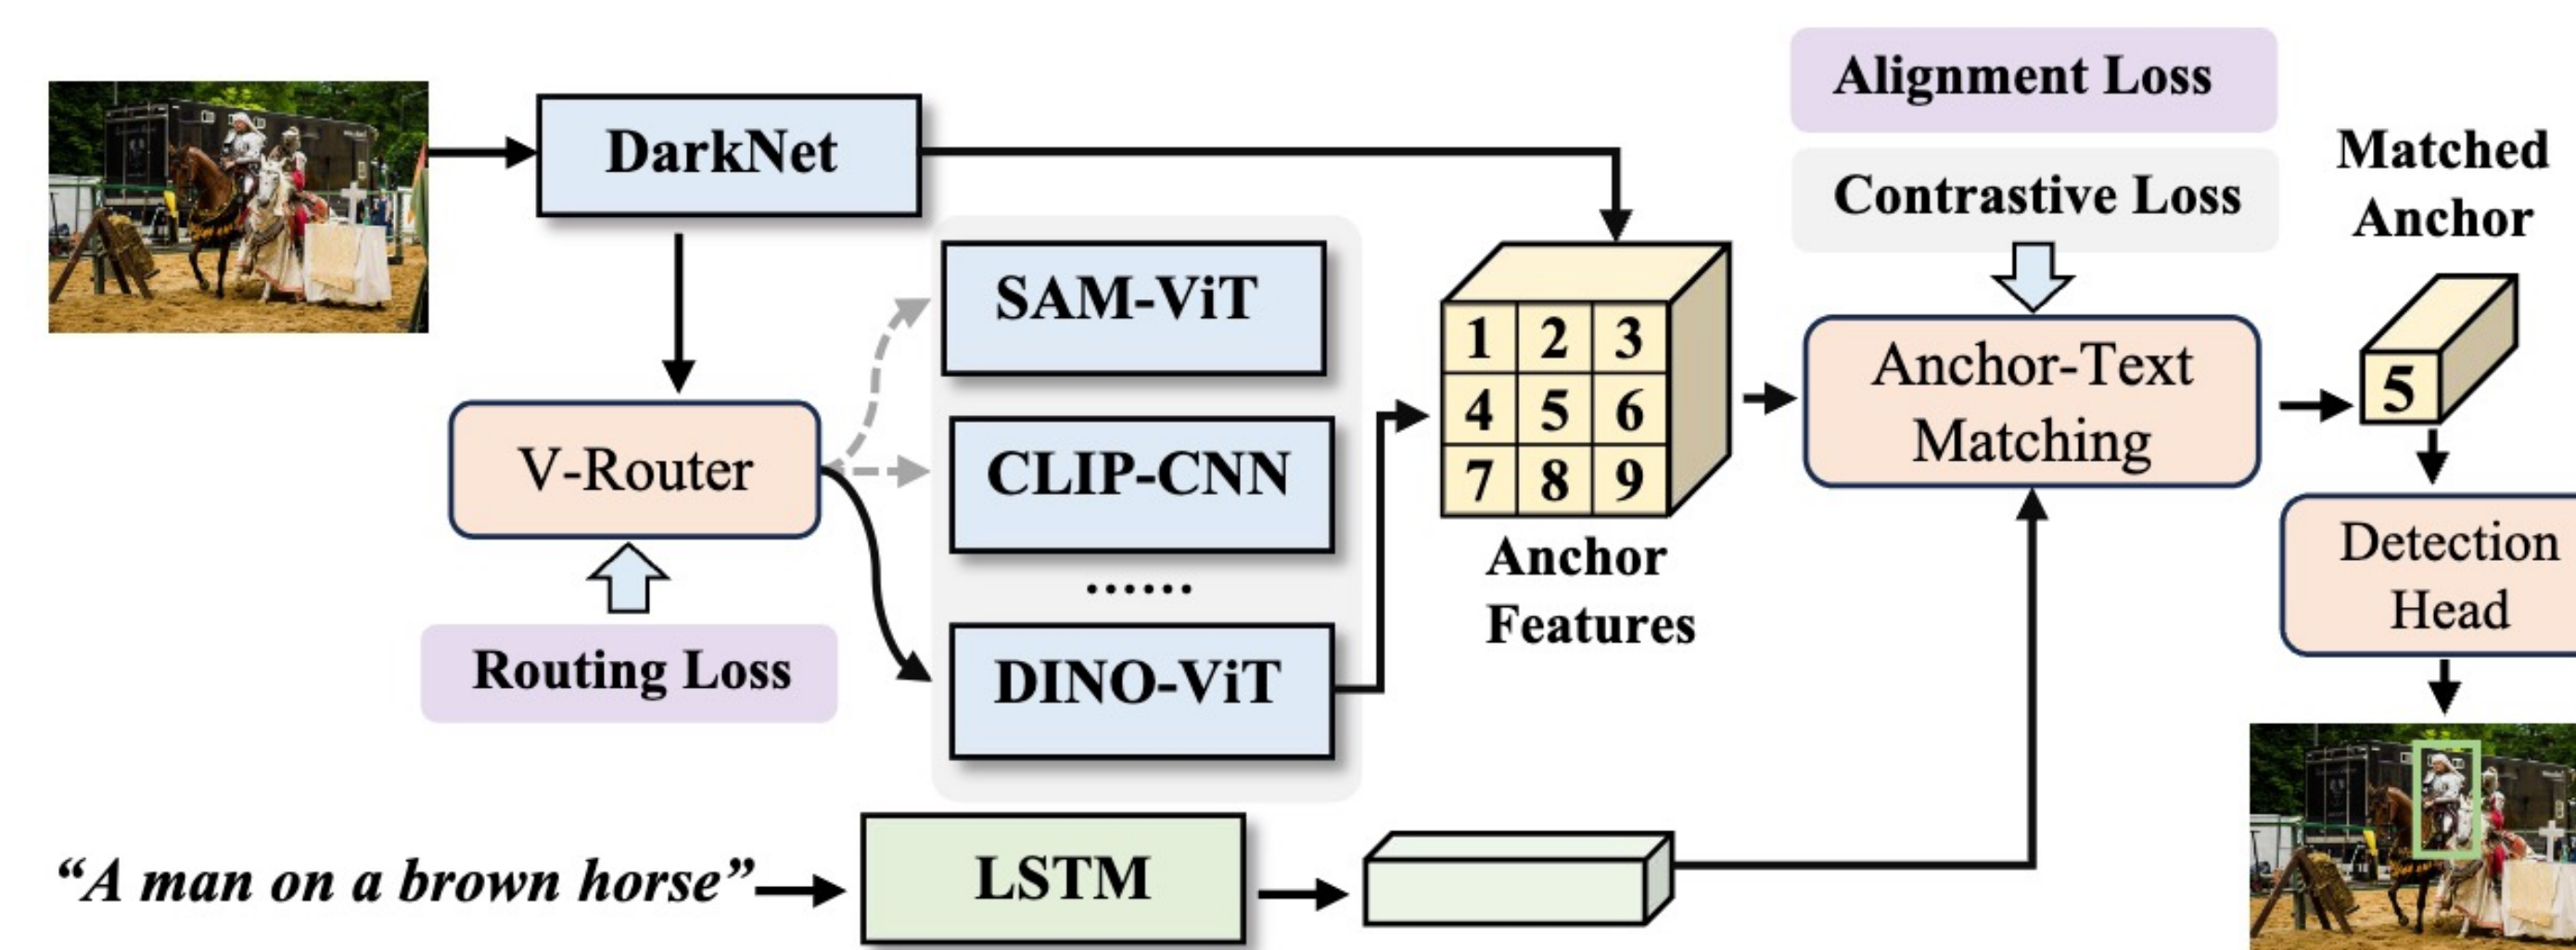 DarkNet
SAM-ViT
CLIP-CNN
......
DINO-ViT
V-Router
Routing Loss
“A man on a brown horse”
LSTM
1 2 3
4 5 6
7 8 9
Anchor
Features
Alignment Loss
Contrastive Loss
Anchor-Text
Matching
Matched
Anchor
5
Detection
Head